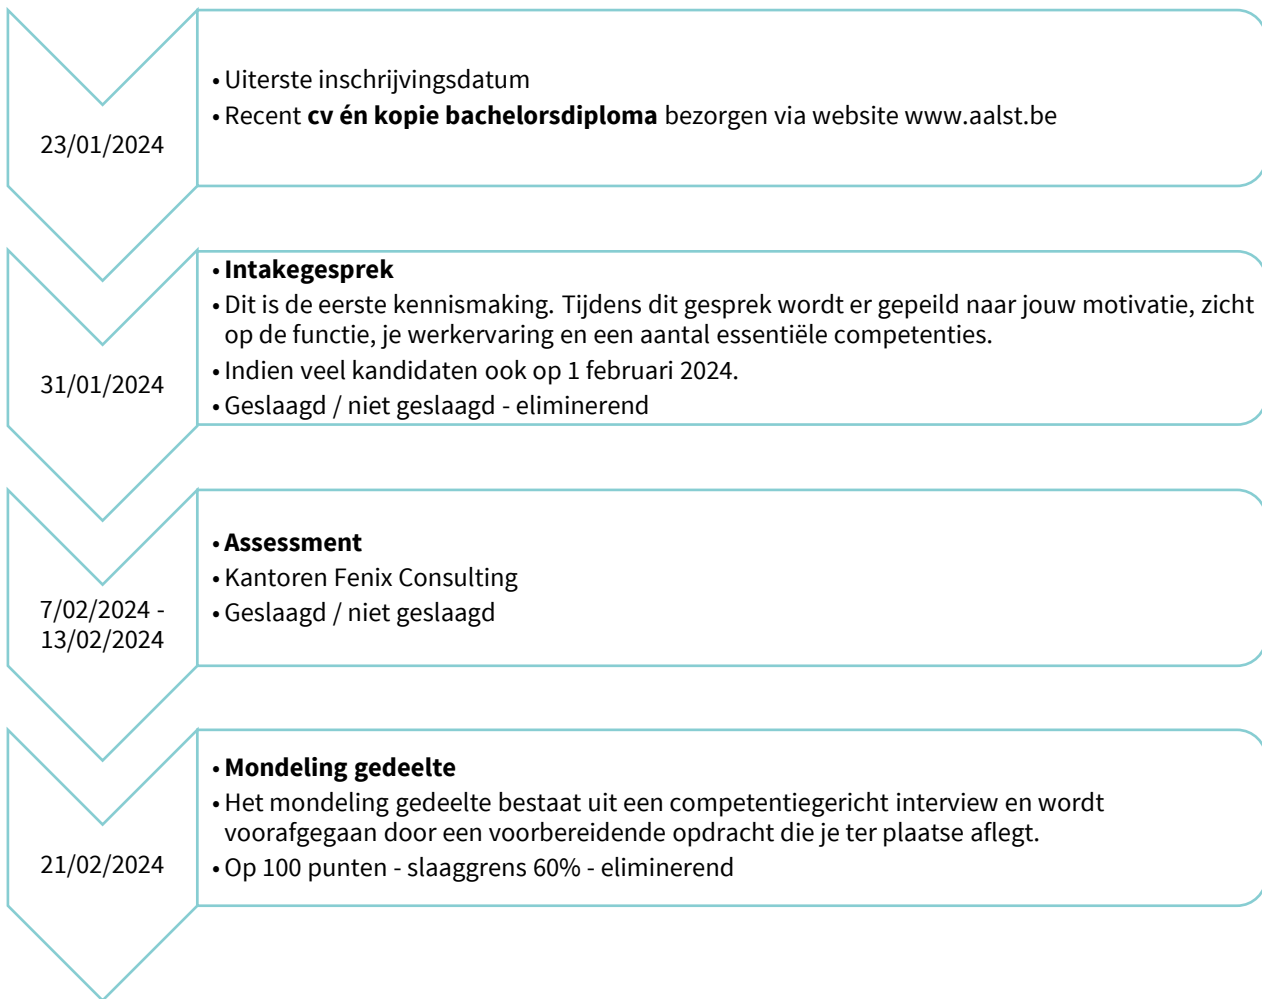 23/01/2024
• Uiterste inschrijvingsdatum
• Recent cv én kopie bachelorsdiploma bezorgen via website www.aalst.be
31/01/2024
• Intakegesprek
• Dit is de eerste kennismaking. Tijdens dit gesprek wordt er gepeild naar jouw motivatie, zicht
op de functie, je werkervaring en een aantal essentiële competenties.
• Indien veel kandidaten ook op 1 februari 2024.
• Geslaagd / niet geslaagd - eliminerend
7/02/2024 -
13/02/2024
• Assessment
• Kantoren Fenix Consulting
• Geslaagd / niet geslaagd
21/02/2024
• Mondeling gedeelte
• Het mondeling gedeelte bestaat uit een competentiegericht interview en wordt
voorafgegaan door een voorbereidende opdracht die je ter plaatse aflegt.
• Op 100 punten - slaaggrens 60% - eliminerend